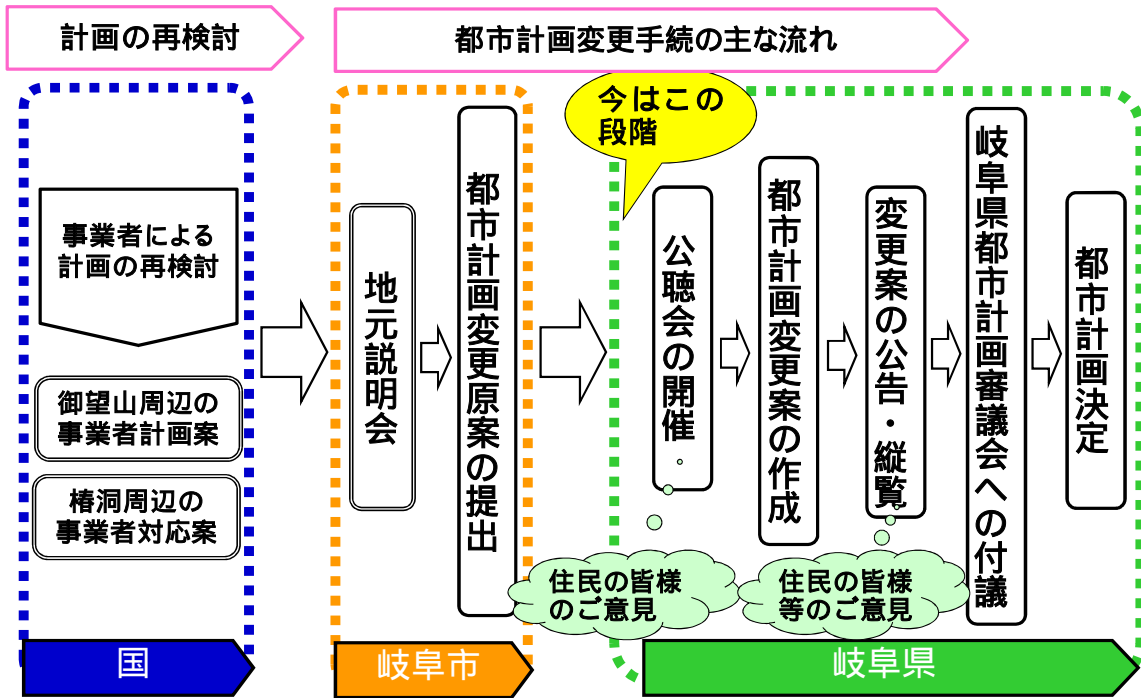 計画の再検討
都市計画変更手続の主な流れ
事業者による
計画の再検討
御望山周辺の
事業者計画案
椿洞周辺の
事業者対応案
国
地元説明会
都市計画変更原案の提出
岐阜市
今はこの
段階
公聴会の開催
都市計画変更案の作成
変更案の公告・縦覧
岐阜県都市計画審議会への付議
都市計画決定
住民の皆様
のご意見
住民の皆様
等のご意見
岐阜県